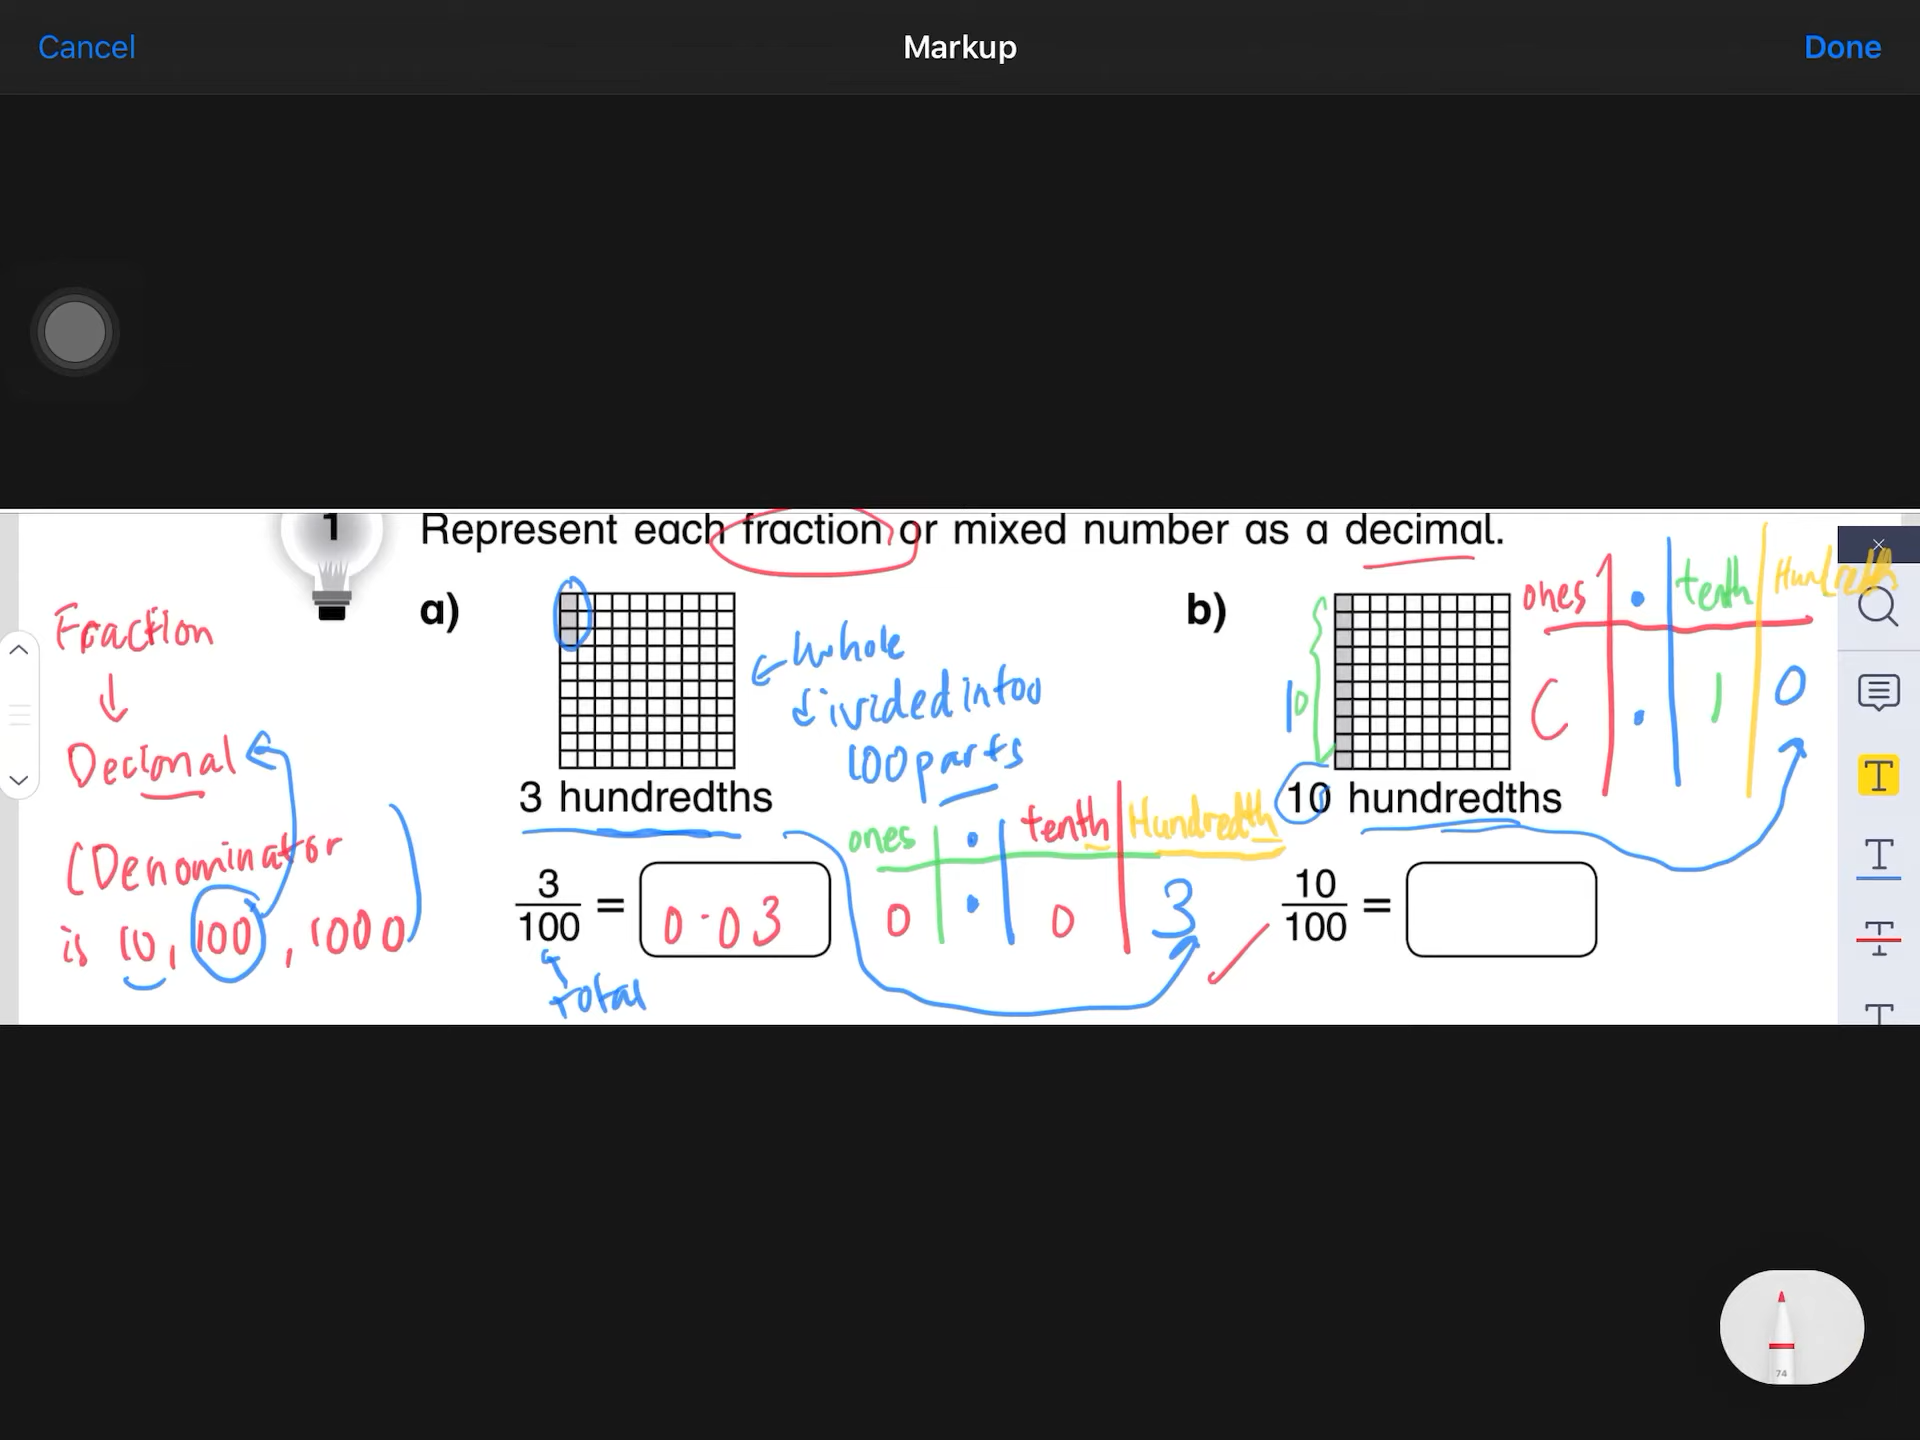 Cancel
Markup
Done
1
Represent each fraction or mixed number as a decimal.
a)
3 hundredths
3
100
=
0.03
total
whole
divided into
100 parts
ones . tenth Hundredth
0 . 0 3
Fraction
Decimal
(Denominator
is 10, 100, 1000)
b)
10
10 hundredths
10
100
=
ones . tenth Hundredth
. 1 0
T
T
T
T
74